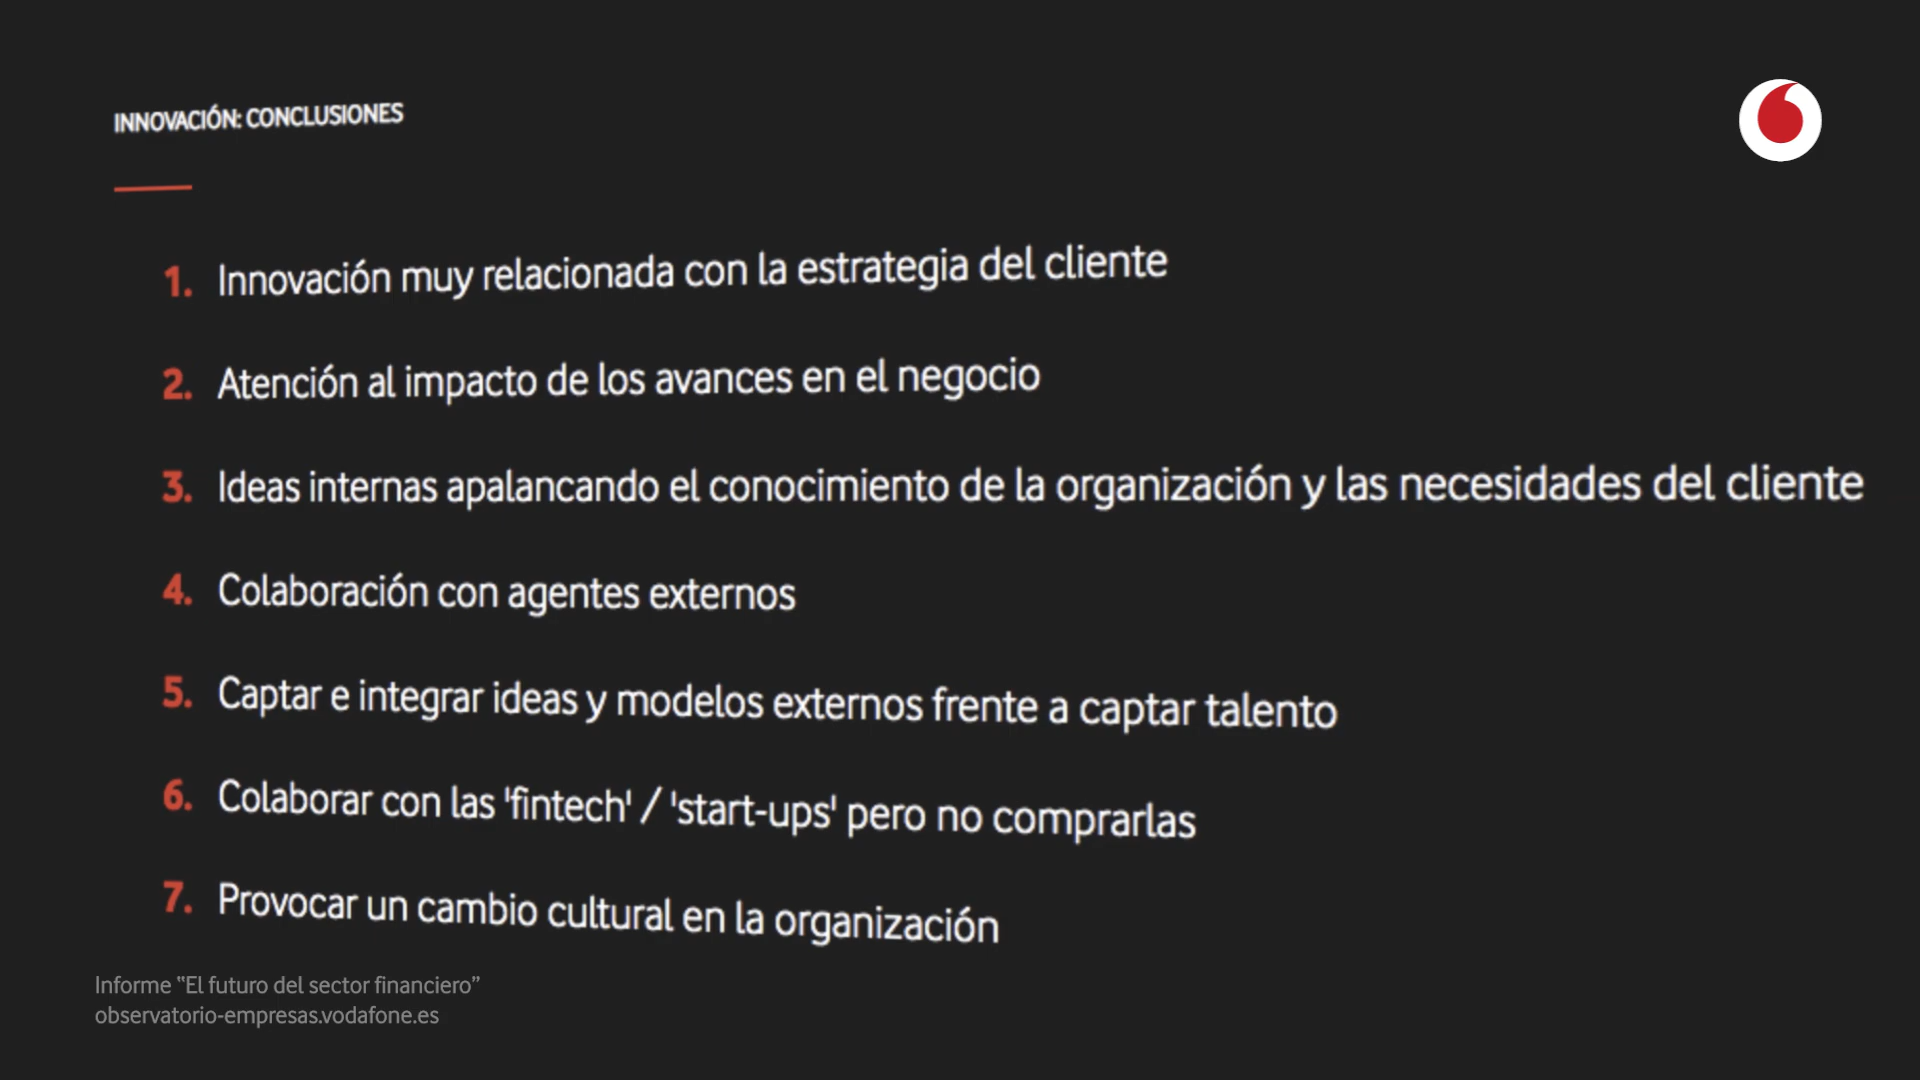 INNOVACIÓN: CONCLUSIONES
1. Innovación muy relacionada con la estrategia del cliente
2. Atención al impacto de los avances en el negocio
3. Ideas internas apalancando el conocimiento de la organización y las necesidades del cliente
4. Colaboración con agentes externos
5. Captar e integrar ideas y modelos externos frente a captar talento
6. Colaborar con las 'fintech' / 'start-ups' pero no comprarlas
7. Provocar un cambio cultural en la organización
Informe “El futuro del sector financiero”
observatorio-empresas.vodafone.es